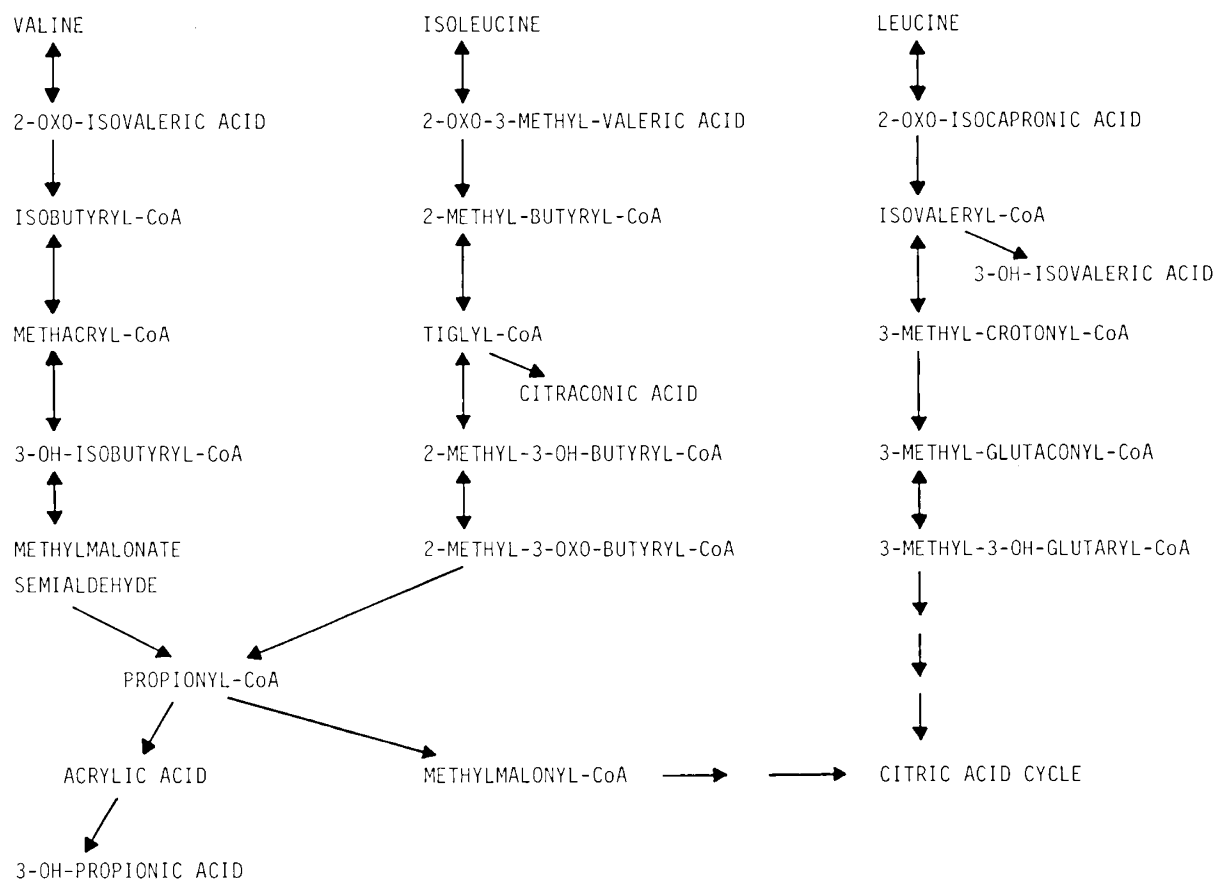 VALINE
ISOLEUCINE
LEUCINE
2-OXO-ISOVALERIC ACID
2-OXO-3-METHYL-VALERIC ACID
2-OXO-ISOCAPRONIC ACID
ISOBUTYRYL-CoA
2-METHYL-BUTYRYL-CoA
ISOVALERYL-CoA
3-OH-ISOVALERIC ACID
METHACRYL-CoA
TIGLYL-CoA
3-METHYL-CROTONYL-CoA
CITRACONIC ACID
3-OH-ISOBUTYRYL-CoA
2-METHYL-3-OH-BUTYRYL-CoA
3-METHYL-GLUTACONYL-CoA
METHYLMALONATE
SEMIALDEHYDE
2-METHYL-3-OXO-BUTYRYL-CoA
3-METHYL-3-OH-GLUTARYL-CoA
PROPIONYL-CoA
ACRYLIC ACID
METHYLMALONYL-CoA
CITRIC ACID CYCLE
3-OH-PROPIONIC ACID